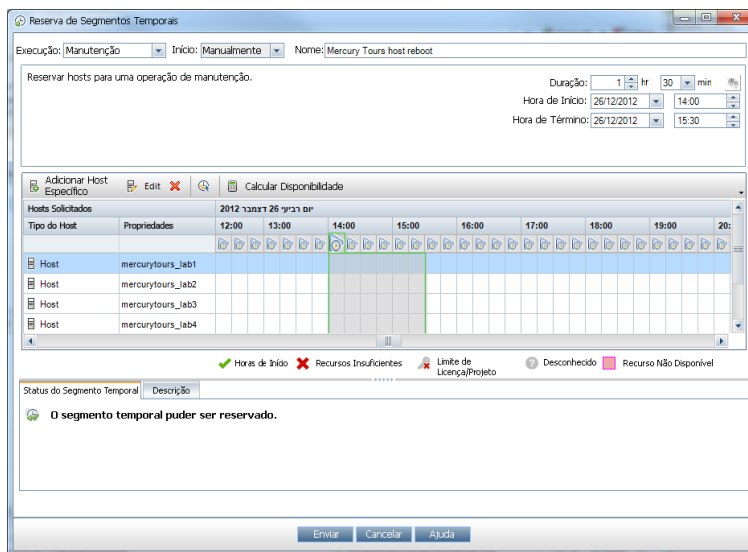 Reserva de Segmentos Temporais
Execução: Manutenção Início: Manualmente Nome: Mercury Tours host reboot
Reservar hosts para uma operação de manutenção.
Duração: 1 hr 30 min
Hora de Início: 26/12/2012 14:00
Hora de Término: 26/12/2012 15:30
Adicionar Host Específico Edit Calcular Disponibilidade
Hosts Solicitados יום רביעי 26 דצמבר 2012
Tipo do Host Propriedades 12:00 13:00 14:00 15:00 16:00 17:00 18:00 19:00 20:
Host mercurytours_lab1
Host mercurytours_lab2
Host mercurytours_lab3
Host mercurytours_lab4
Horas de Início Recursos Insuficientes Limite de Licença/Projeto Desconhecido Recurso Não Disponível
Status do Segmento Temporal Descrição
O segmento temporal puder ser reservado.
Enviar Cancelar Ajuda